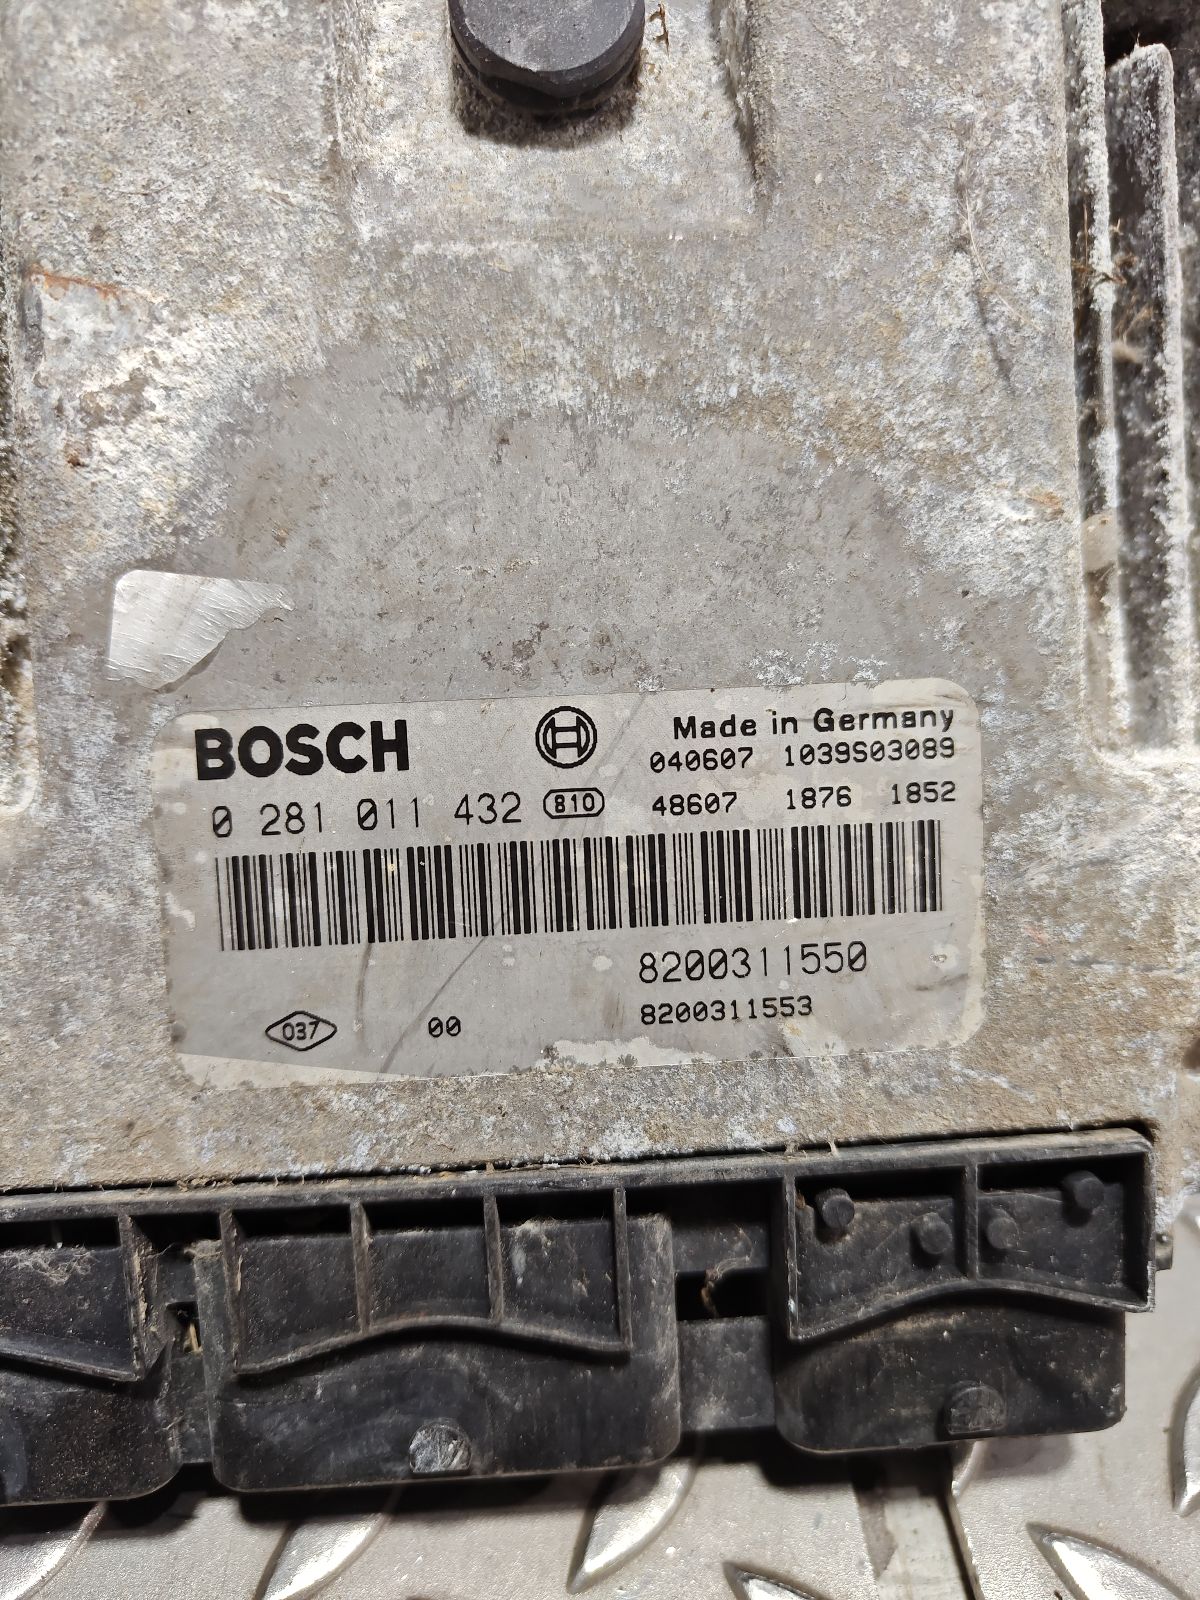 BOSCH Made in Germany
040607 1039S03089
0 281 011 432 810 48607 1876 1852
8200311550
037 00 8200311553